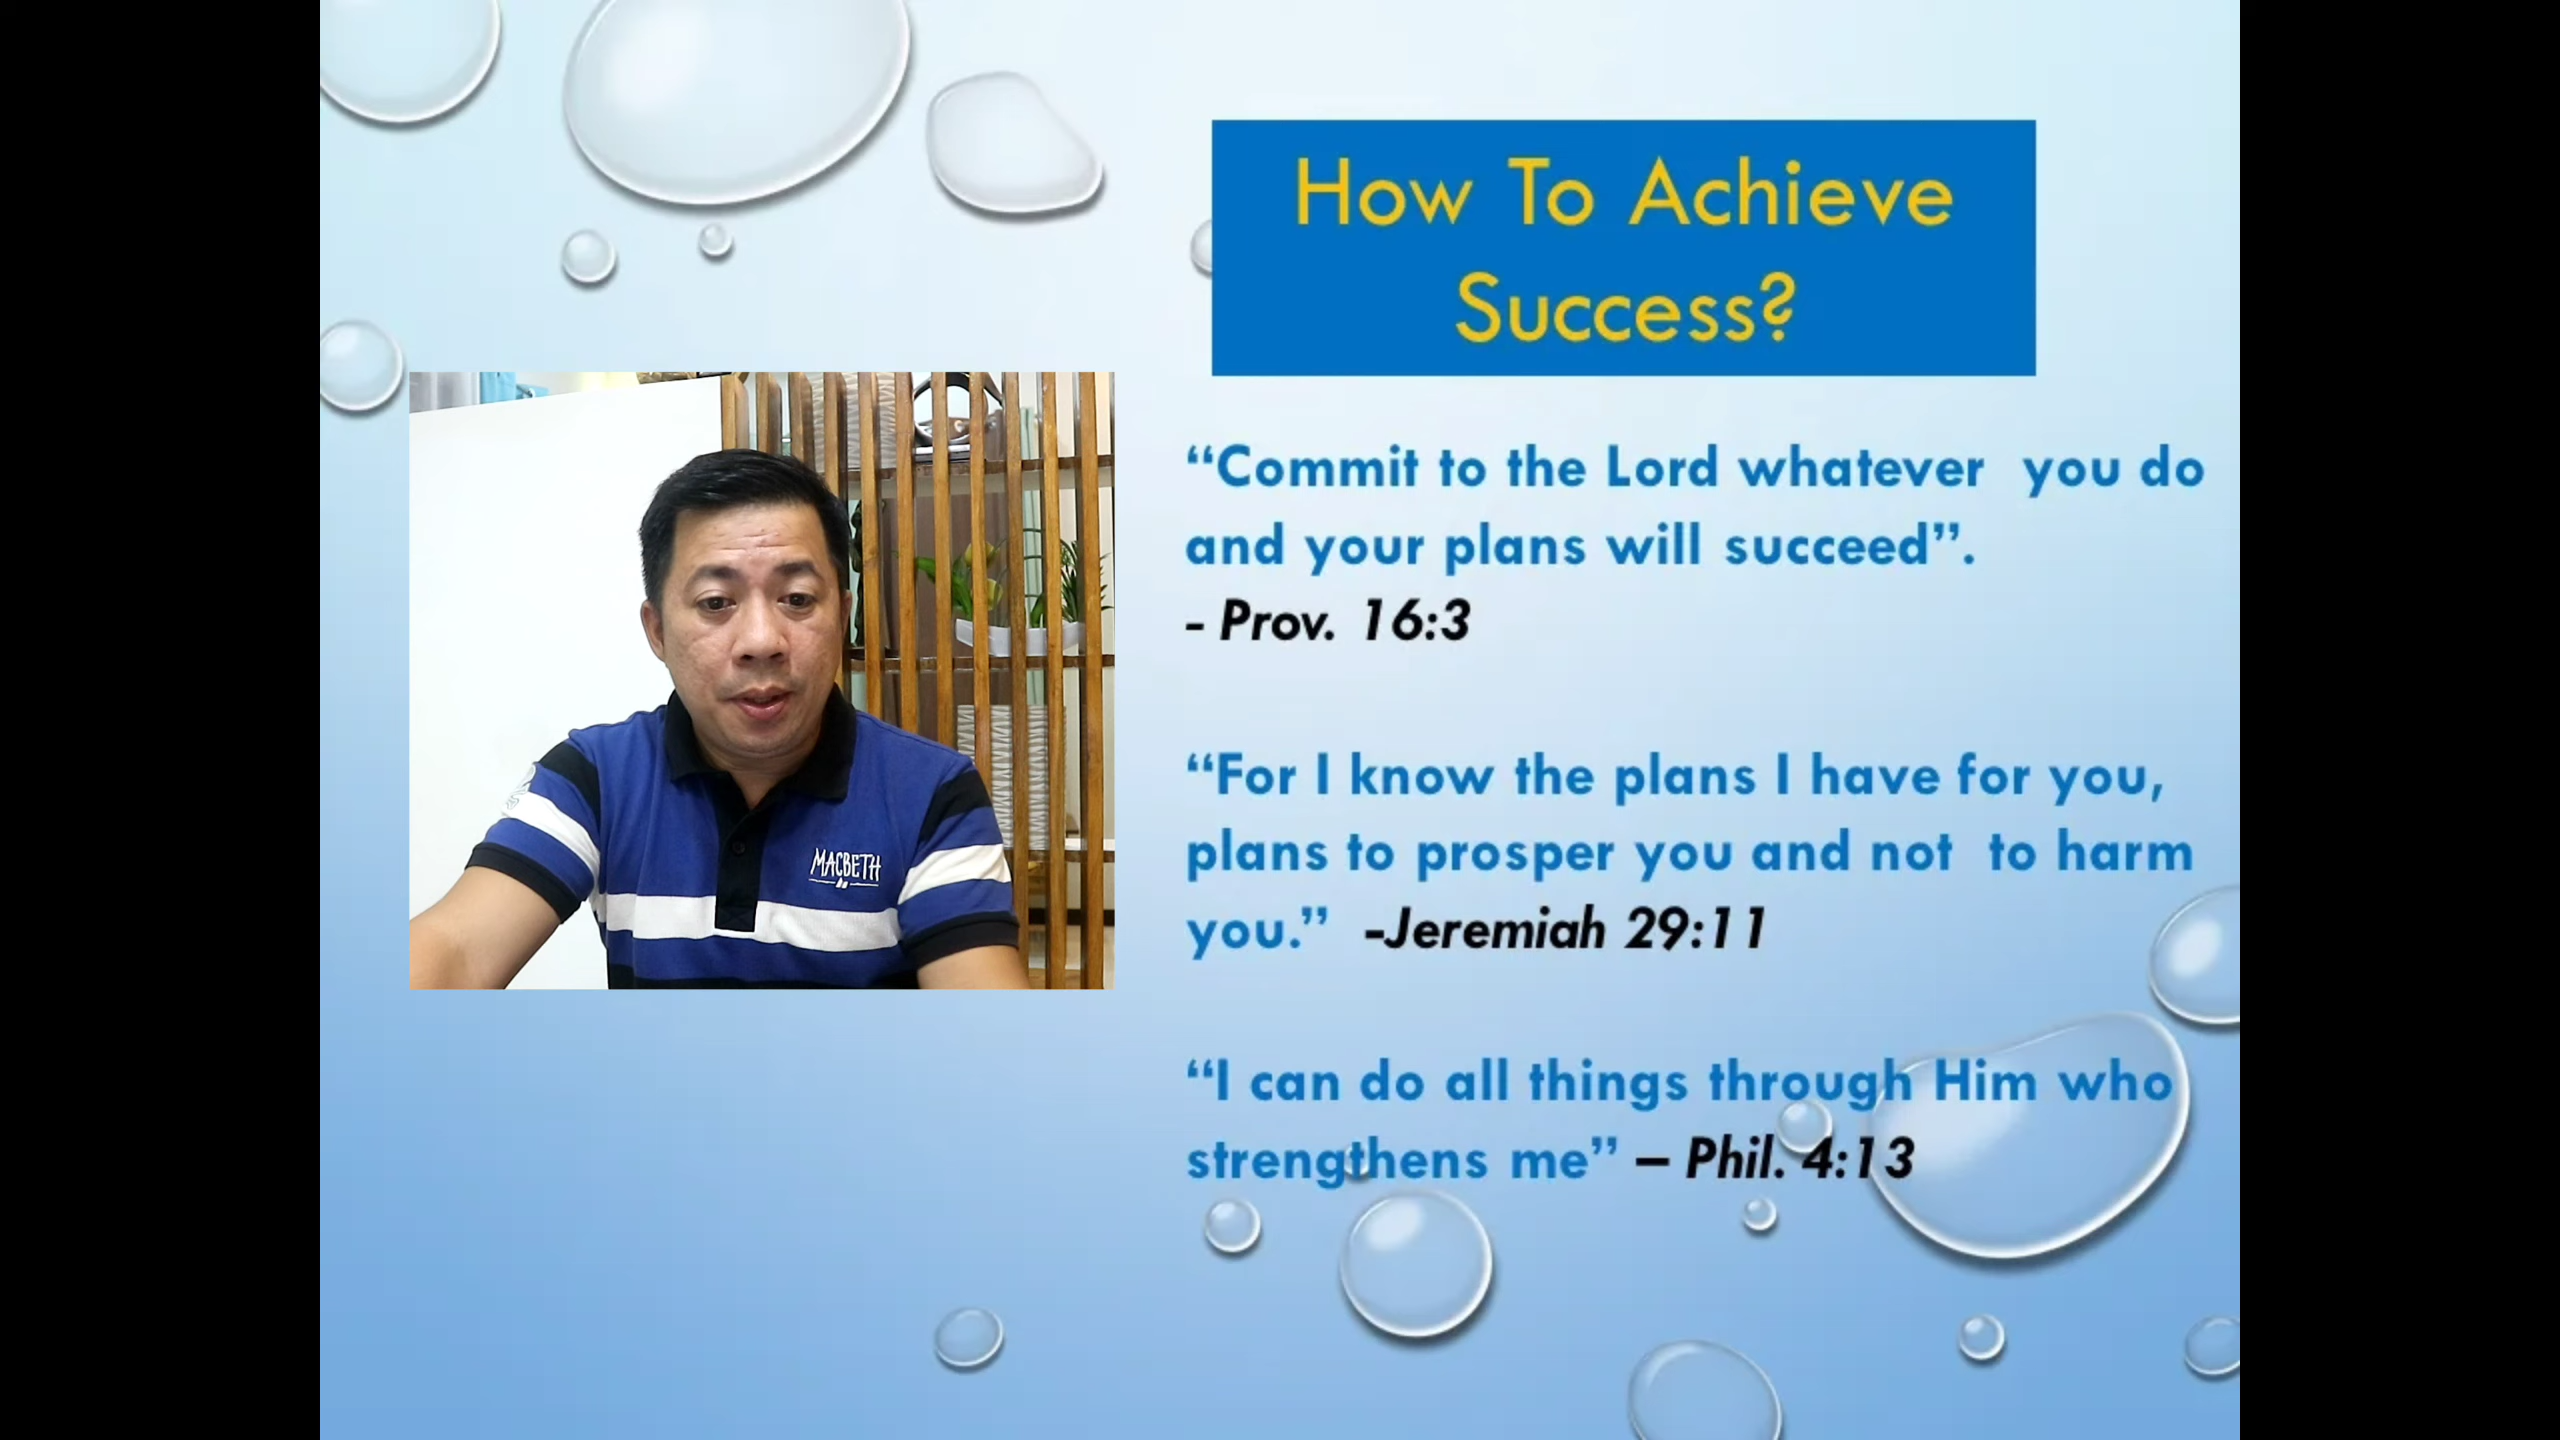 How To Achieve
Success?
“Commit to the Lord whatever  you do
and your plans will succeed”.
- Prov. 16:3
“For I know the plans I have for you,
plans to prosper you and not  to harm
you.”  -Jeremiah 29:11
“I can do all things through Him who
strengthens me” – Phil. 4:13
MACBETH